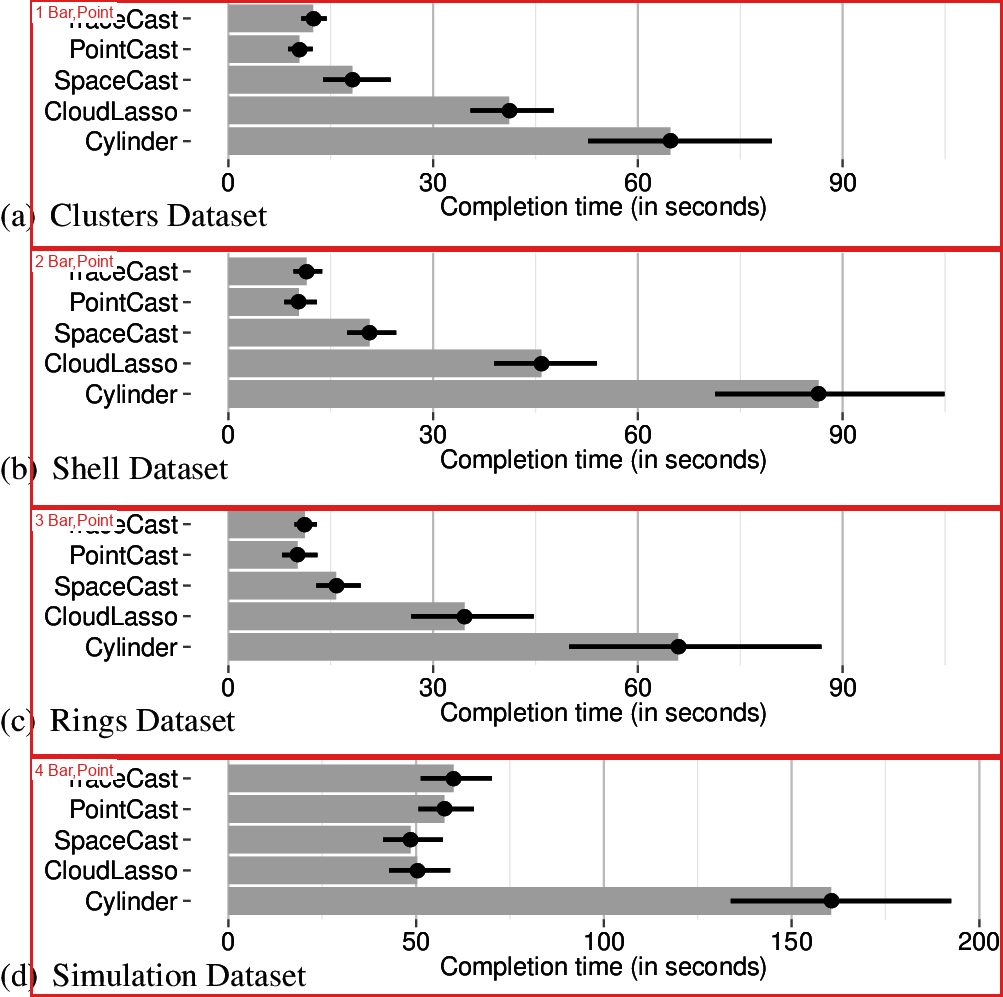 1 Bar,Point
TraceCast
PointCast
SpaceCast
CloudLasso
Cylinder
0 30 60 90
Completion time (in seconds)
(a) Clusters Dataset
2 Bar,Point
TraceCast
PointCast
SpaceCast
CloudLasso
Cylinder
0 30 60 90
Completion time (in seconds)
(b) Shell Dataset
3 Bar,Point
TraceCast
PointCast
SpaceCast
CloudLasso
Cylinder
0 30 60 90
Completion time (in seconds)
(c) Rings Dataset
4 Bar,Point
TraceCast
PointCast
SpaceCast
CloudLasso
Cylinder
0 50 100 150 200
Completion time (in seconds)
(d) Simulation Dataset